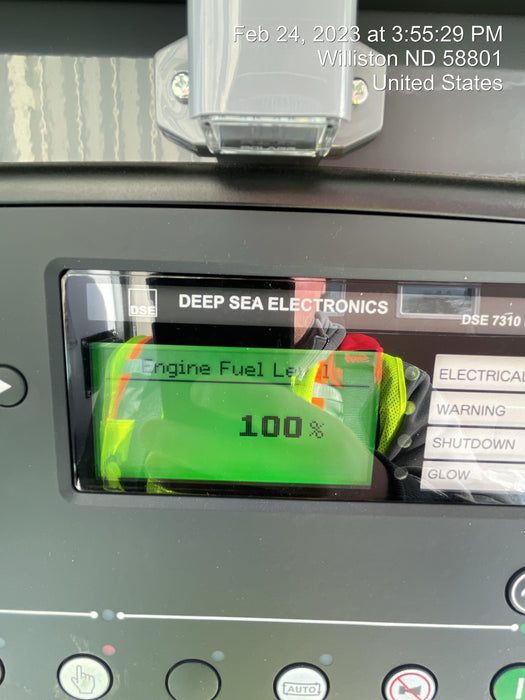 Feb 24, 2023 at 3:55:29 PM
Williston ND 58801
United States
DSE
DEEP SEA ELECTRONICS
DSE 7310
Engine Fuel Level
100 %
ELECTRICAL
WARNING
SHUTDOWN
GLOW
AUTO